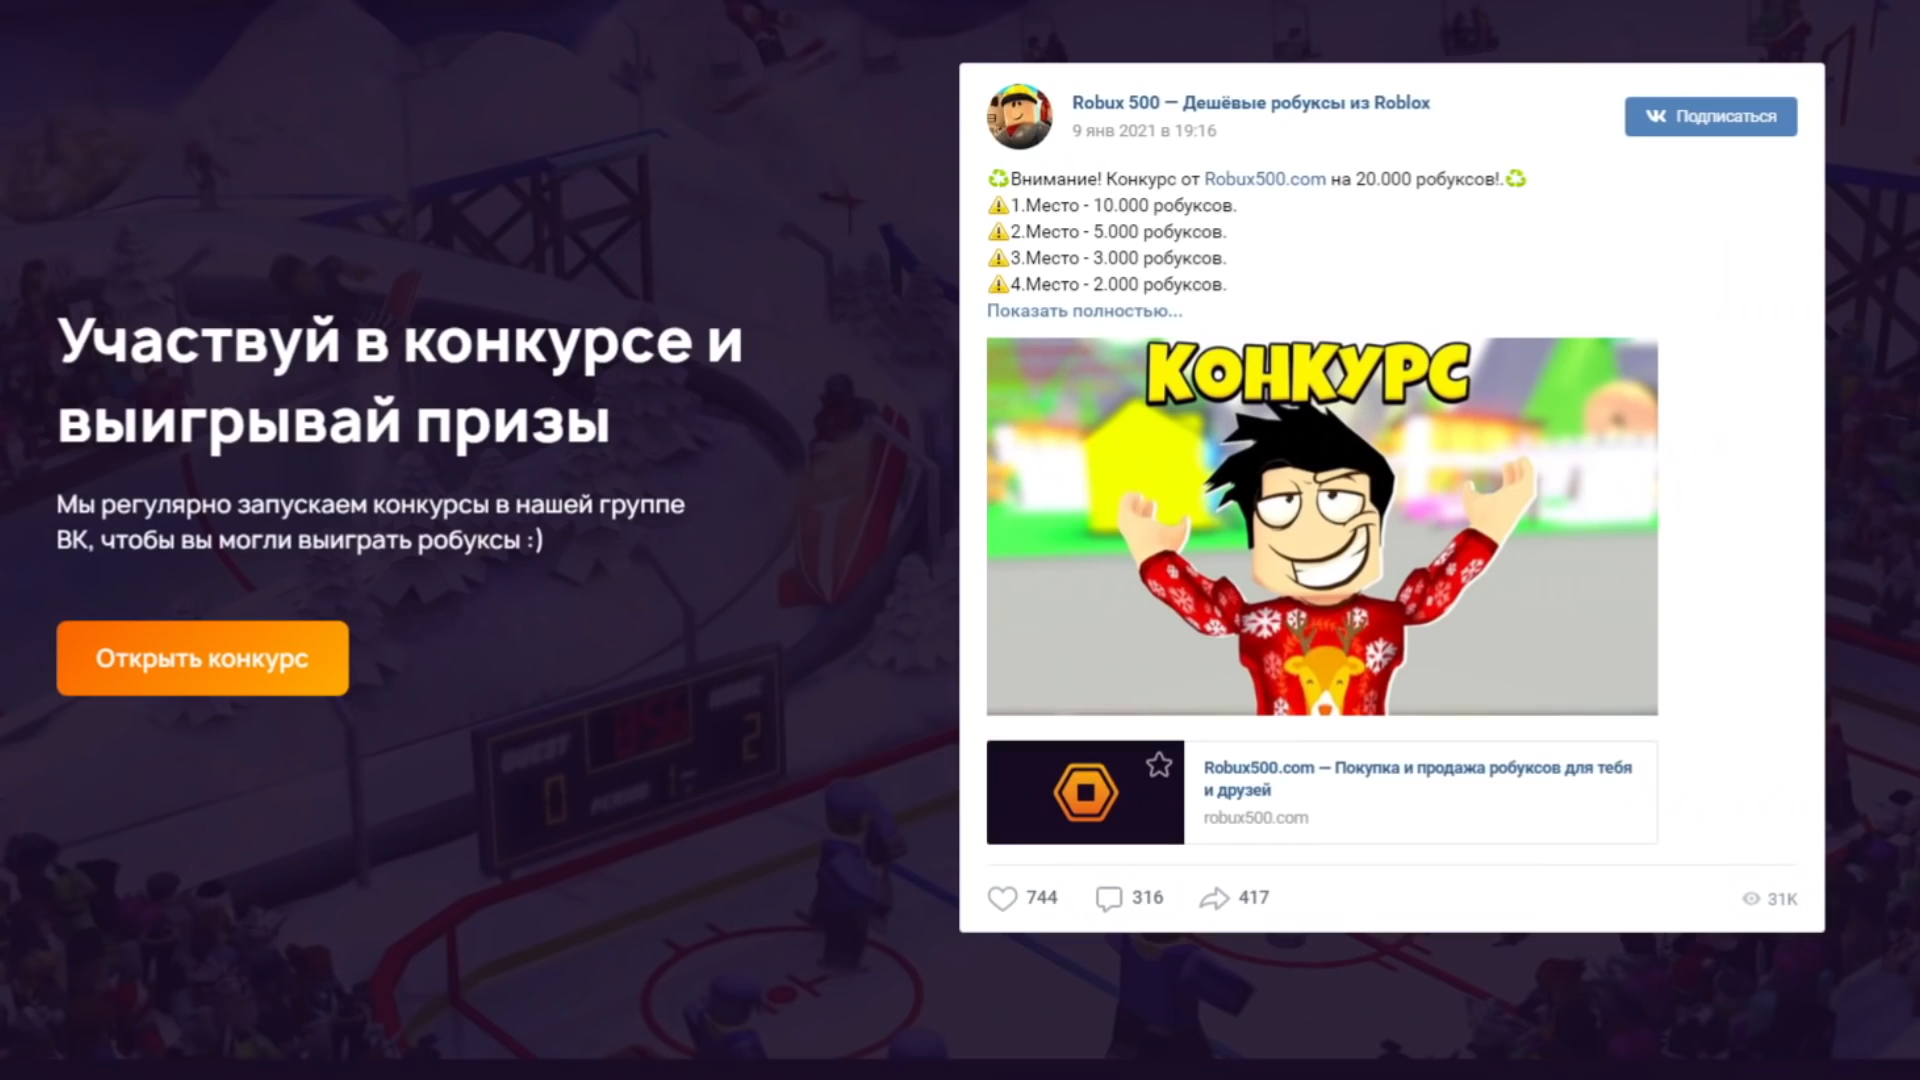 Участвуй в конкурсе и
выигрывай призы
Мы регулярно запускаем конкурсы в нашей группе
ВК, чтобы вы могли выиграть робуксы :)
Открыть конкурс
Robux 500 — Дешёвые робуксы из Roblox
9 янв 2021 в 19:16
Подписаться
♻Внимание! Конкурс от Robux500.com на 20.000 робуксов!.♻
⚠1.Место - 10.000 робуксов.
⚠2.Место - 5.000 робуксов.
⚠3.Место - 3.000 робуксов.
⚠4.Место - 2.000 робуксов.
Показать полностью...
КОНКУРС
Robux500.com — Покупка и продажа робуксов для тебя
и друзей
robux500.com
744
316
417
31K